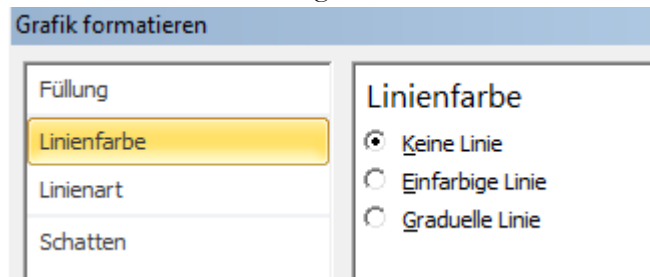 Grafik formatieren
Füllung
Linienfarbe
Linienart
Schatten
Linienfarbe
Keine Linie
Einfarbige Linie
Graduelle Linie